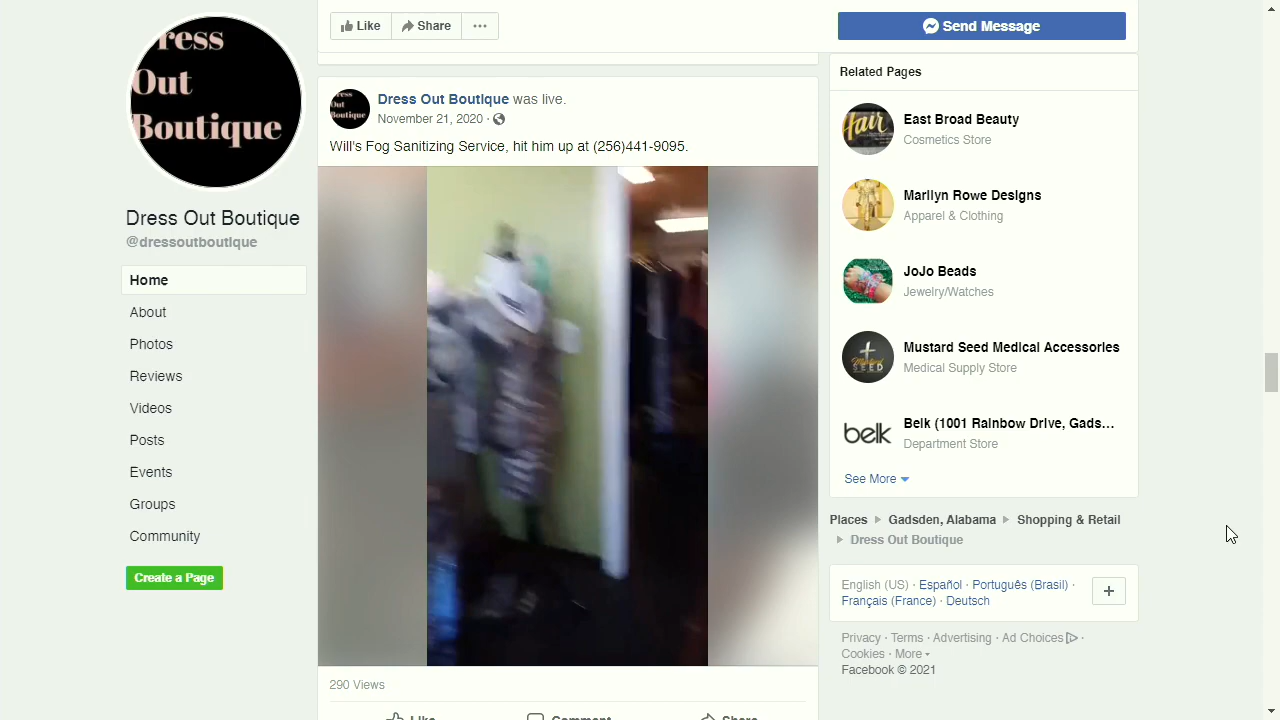 ress
Out
Boutique
Dress Out Boutique
@dressoutboutique
Home
About
Photos
Reviews
Videos
Posts
Events
Groups
Community
Create a Page
Like
Share
Send Message
Dress Out Boutique was live.
November 21, 2020 ·
Will's Fog Sanitizing Service, hit him up at (256)441-9095.
290 Views
Like
Comment
Share
Related Pages
Hair
East Broad Beauty
Cosmetics Store
Marilyn Rowe Designs
Apparel & Clothing
JoJo Beads
Jewelry/Watches
Mustard Seed Medical Accessories
Medical Supply Store
belk
Belk (1001 Rainbow Drive, Gads...
Department Store
See More
Places Gadsden, Alabama Shopping & Retail
Dress Out Boutique
English (US) · Español · Português (Brasil) ·
Français (France) · Deutsch
Privacy · Terms · Advertising · Ad Choices ·
Cookies · More
Facebook © 2021